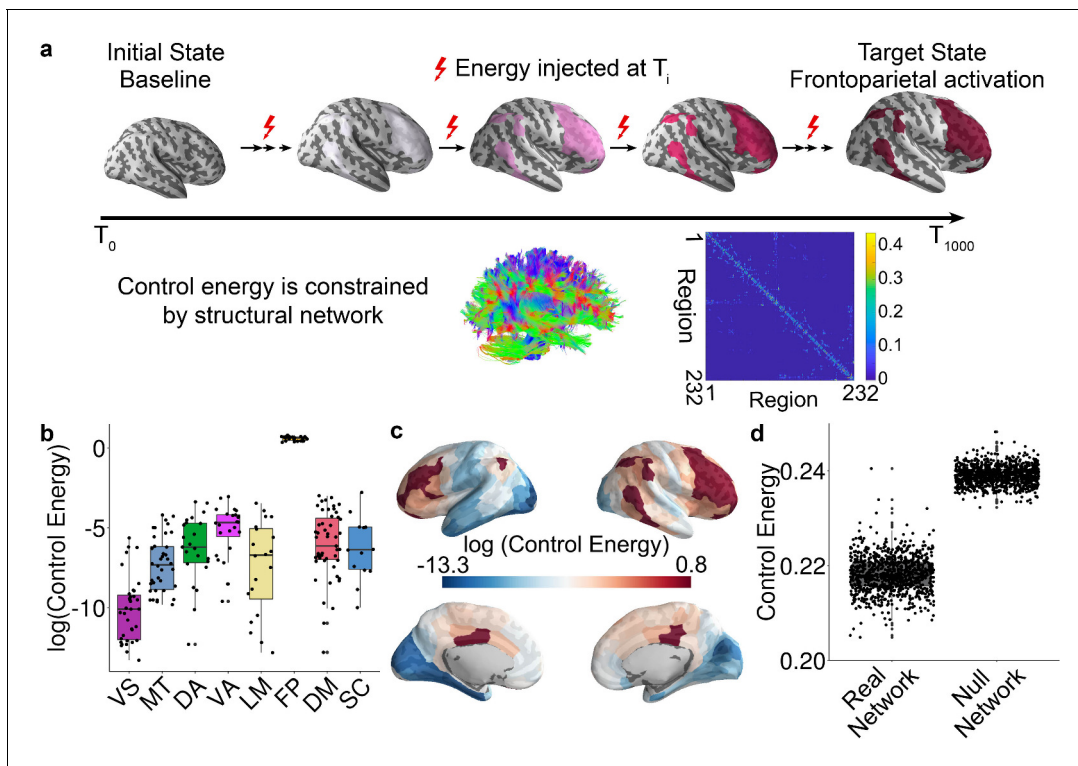 a
Initial State
Baseline
Energy injected at Ti
Target State
Frontoparietal activation
T0
T1000
Control energy is constrained
by structural network
1
Region
232
1
Region
232
0.4
0.3
0.2
0.1
0
b
log(Control Energy)
0
-5
-10
VS
MT
DA
VA
LM
FP
DM
SC
c
log (Control Energy)
-13.3
0.8
d
Control Energy
0.24
0.22
0.20
Real
Network
Null
Network